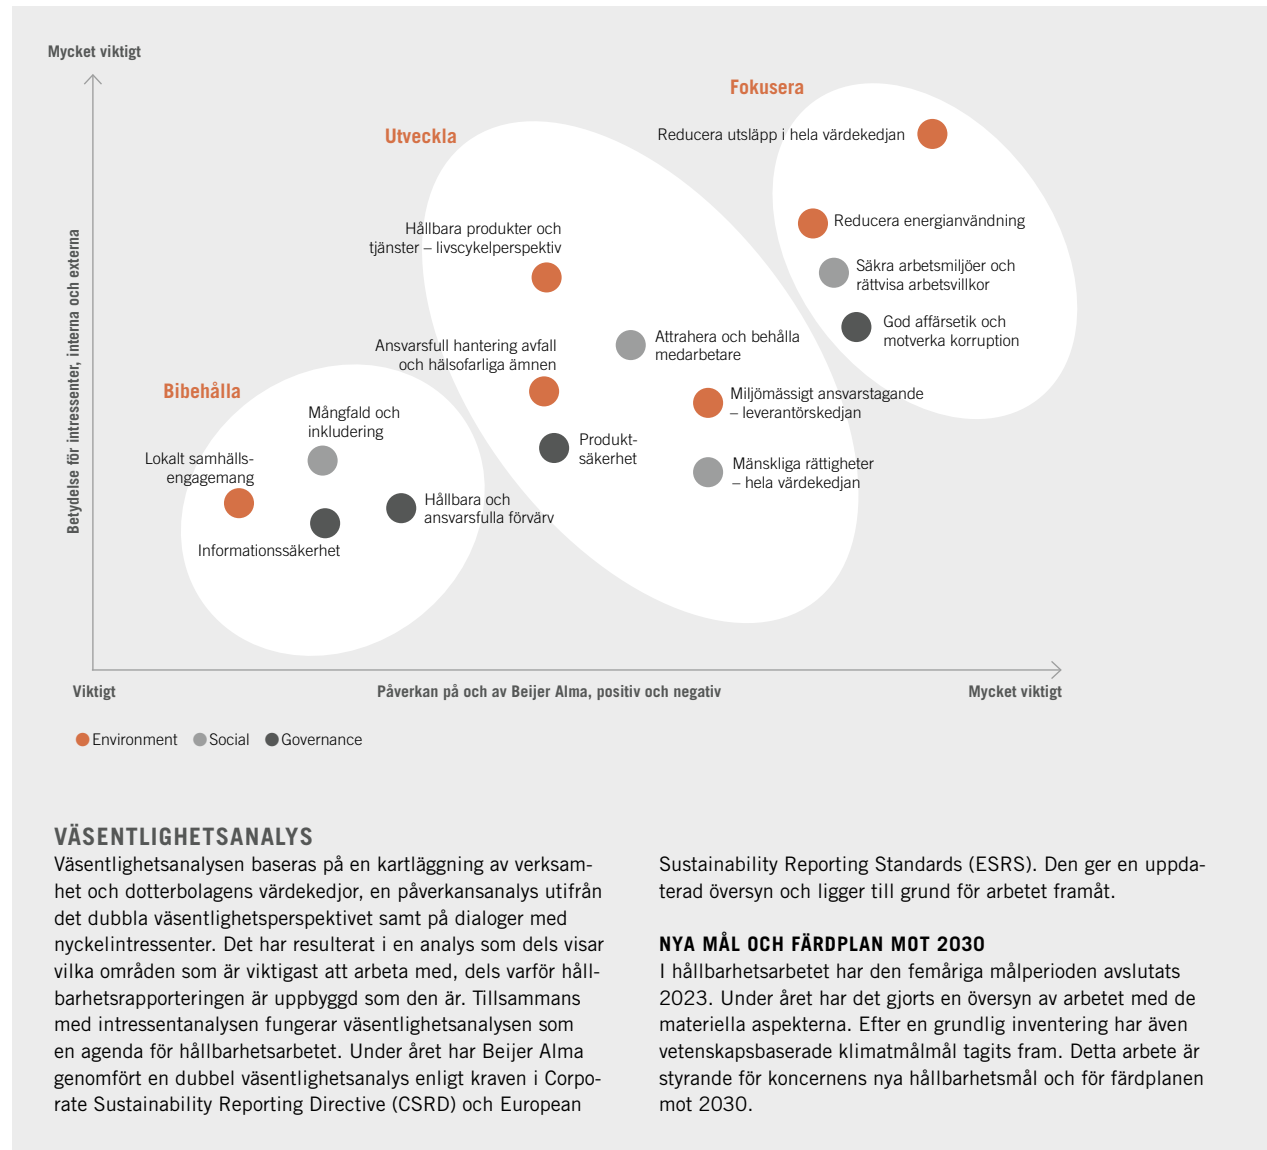 Mycket viktigt
Fokusera
Reducera utsläpp i hela värdekedjan
Utveckla
Reducera energianvändning
Hållbara produkter och
tjänster – livscykelperspektiv
Säkra arbetsmiljöer och
rättvisa arbetsvillkor
God affärsetik och
motverka korruption
Attrahera och behålla
medarbetare
Ansvarsfull hantering avfall
och hälsofarliga ämnen
Miljömässigt ansvarstagande
– leverantörskedjan
Bibehålla
Mångfald och
inkludering
Produkt-
säkerhet
Lokalt samhälls-
engagemang
Mänskliga rättigheter
– hela värdekedjan
Hållbara och
ansvarsfulla förvärv
Informationssäkerhet
Betydelse för intressenter, interna och externa
Viktigt
Påverkan på och av Beijer Alma, positiv och negativ
Mycket viktigt
Environment
Social
Governance
VÄSENTLIGHETSANALYS
Väsentlighetsanalysen baseras på en kartläggning av verksam-
het och dotterbolagens värdekedjor, en påverkansanalys utifrån
det dubbla väsentlighetsperspektivet samt på dialoger med
nyckelintressenter. Det har resulterat i en analys som dels visar
vilka områden som är viktigast att arbeta med, dels varför håll-
barhetsrapporteringen är uppbyggd som den är. Tillsammans
med intressentanalysen fungerar väsentlighetsanalysen som
en agenda för hållbarhetsarbetet. Under året har Beijer Alma
genomfört en dubbel väsentlighetsanalys enligt kraven i Corpo-
rate Sustainability Reporting Directive (CSRD) och European
Sustainability Reporting Standards (ESRS). Den ger en uppda-
terad översyn och ligger till grund för arbetet framåt.
NYA MÅL OCH FÄRDPLAN MOT 2030
I hållbarhetsarbetet har den femåriga målperioden avslutats
2023. Under året har det gjorts en översyn av arbetet med de
materiella aspekterna. Efter en grundlig inventering har även
vetenskapsbaserade klimatmålmål tagits fram. Detta arbete är
styrande för koncernens nya hållbarhetsmål och för färdplanen
mot 2030.